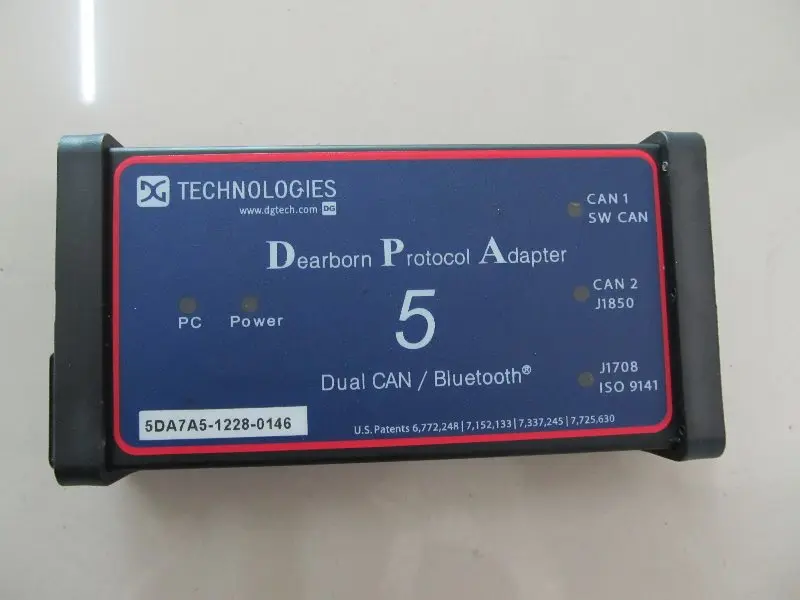 DG TECHNOLOGIES
www.dgtech.com DG
CAN 1
SW CAN
Dearborn Protocol Adapter
5
CAN 2
J1850
PC
Power
Dual CAN / Bluetooth®
J1708
ISO 9141
5DA7A5-1228-0146
U.S. Patents 6,772,248 | 7,152,133 | 7,337,245 | 7,725,630